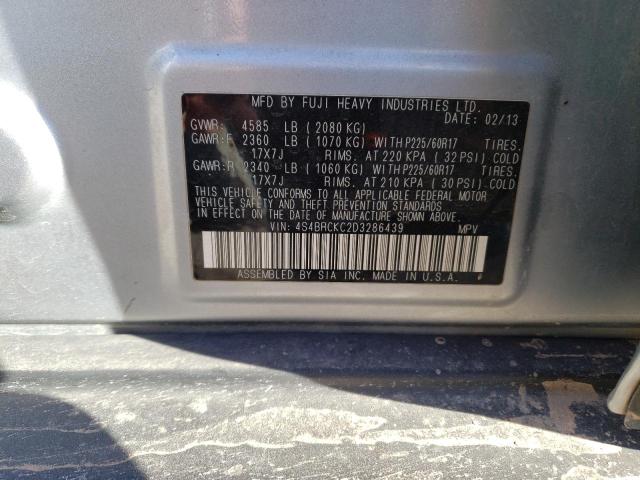 MFD BY FUJI HEAVY INDUSTRIES LTD.
DATE: 02/13
GVWR: 4585 LB ( 2080 KG)
GAWR:F 2360 LB ( 1070 KG) WITH P225/60R17 TIRES.
17X7J RIMS. AT 220 KPA ( 32 PSI) COLD
GAWR:R 2340 LB ( 1060 KG) WITH P225/60R17 TIRES.
17X7J RIMS. AT 210 KPA ( 30 PSI) COLD
THIS VEHICLE CONFORMS TO ALL APPLICABLE FEDERAL MOTOR
VEHICLE SAFETY AND THEFT PREVENTION STANDARDS
IN EFFECT ON THE DATE OF MANUFACTURE SHOWN ABOVE.
VIN: 4S4BRCKC2D3286439 MPV
ASSEMBLED BY SIA INC. MADE IN U.S.A.